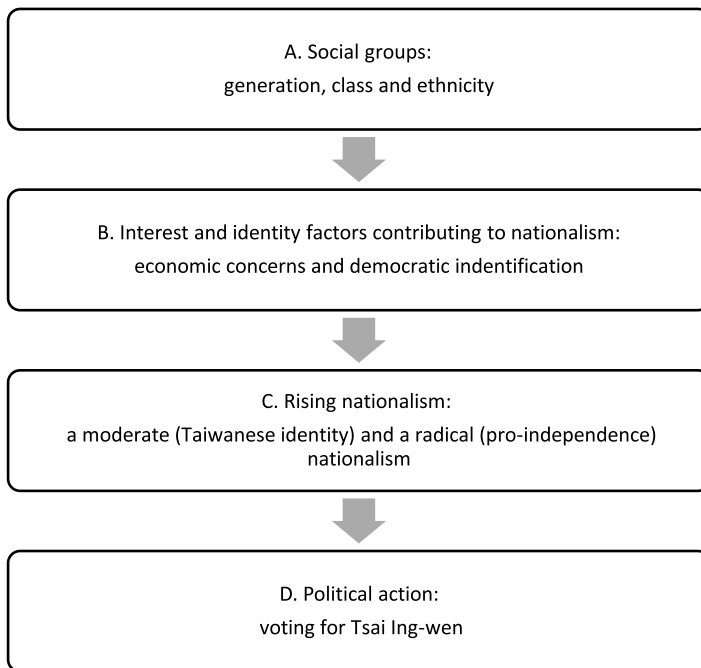 A. Social groups:
generation, class and ethnicity
B. Interest and identity factors contributing to nationalism:
economic concerns and democratic indentification
C. Rising nationalism:
a moderate (Taiwanese identity) and a radical (pro-independence)
nationalism
D. Political action:
voting for Tsai Ing-wen